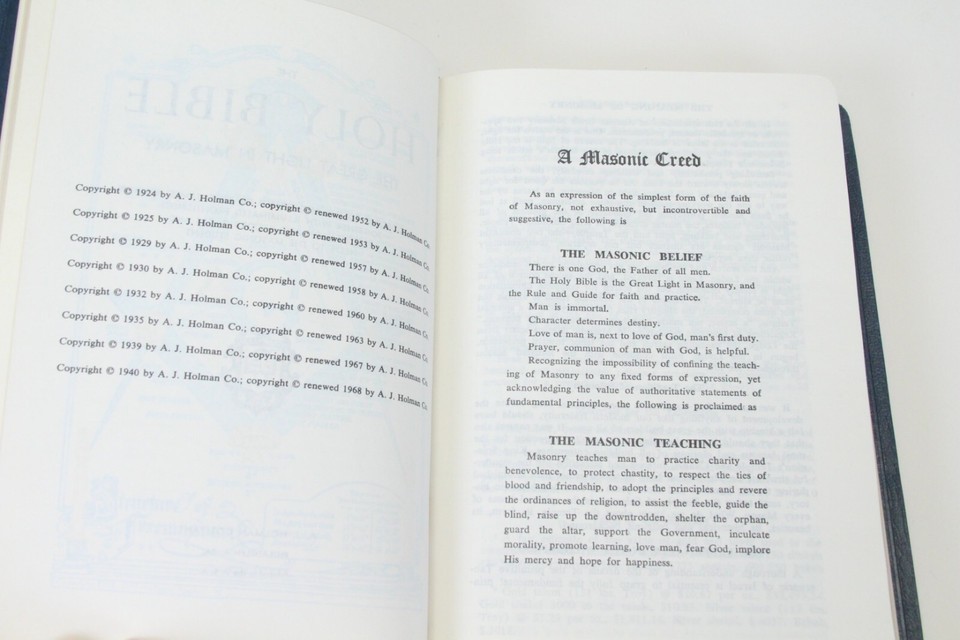 Copyright © 1924 by A. J. Holman Co.; copyright © renewed 1952 by A. J. Holman Co.
Copyright © 1925 by A. J. Holman Co.; copyright © renewed 1953 by A. J. Holman Co.
Copyright © 1929 by A. J. Holman Co.; copyright © renewed 1957 by A. J. Holman Co.
Copyright © 1930 by A. J. Holman Co.; copyright © renewed 1958 by A. J. Holman Co.
Copyright © 1932 by A. J. Holman Co.; copyright © renewed 1960 by A. J. Holman Co.
Copyright © 1935 by A. J. Holman Co.; copyright © renewed 1963 by A. J. Holman Co.
Copyright © 1939 by A. J. Holman Co.; copyright © renewed 1967 by A. J. Holman Co.
Copyright © 1940 by A. J. Holman Co.; copyright © renewed 1968 by A. J. Holman Co.
A Masonic Creed
As an expression of the simplest form of the faith
of Masonry, not exhaustive, but incontrovertible and
suggestive, the following is
THE MASONIC BELIEF
There is one God, the Father of all men.
The Holy Bible is the Great Light in Masonry, and
the Rule and Guide for faith and practice.
Man is immortal.
Character determines destiny.
Love of man is, next to love of God, man's first duty.
Prayer, communion of man with God, is helpful.
Recognizing the impossibility of confining the teach-
ing of Masonry to any fixed forms of expression, yet
acknowledging the value of authoritative statements of
fundamental principles, the following is proclaimed as
THE MASONIC TEACHING
Masonry teaches man to practice charity and
benevolence, to protect chastity, to respect the ties of
blood and friendship, to adopt the principles and revere
the ordinances of religion, to assist the feeble, guide the
blind, raise up the downtrodden, shelter the orphan,
guard the altar, support the Government, inculcate
morality, promote learning, love man, fear God, implore
His mercy and hope for happiness.